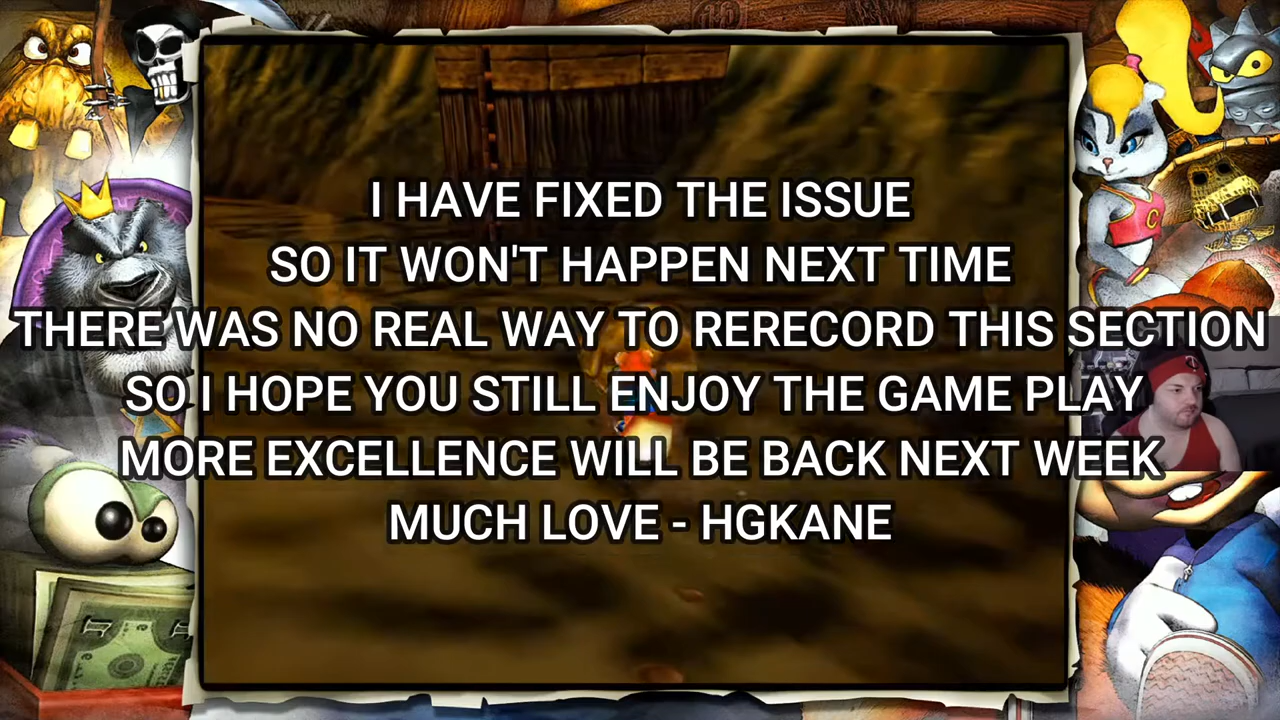 I HAVE FIXED THE ISSUE
SO IT WON'T HAPPEN NEXT TIME
THERE WAS NO REAL WAY TO RERECORD THIS SECTION
SO I HOPE YOU STILL ENJOY THE GAME PLAY
MORE EXCELLENCE WILL BE BACK NEXT WEEK
MUCH LOVE - HGKANE
C